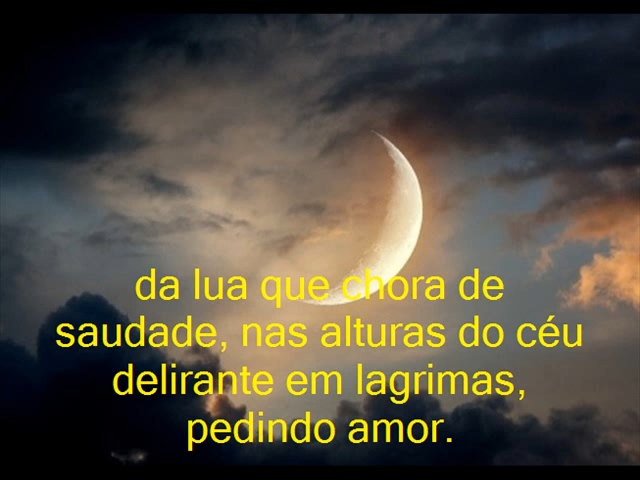 da lua que chora de
saudade, nas alturas do céu
delirante em lagrimas,
pedindo amor.